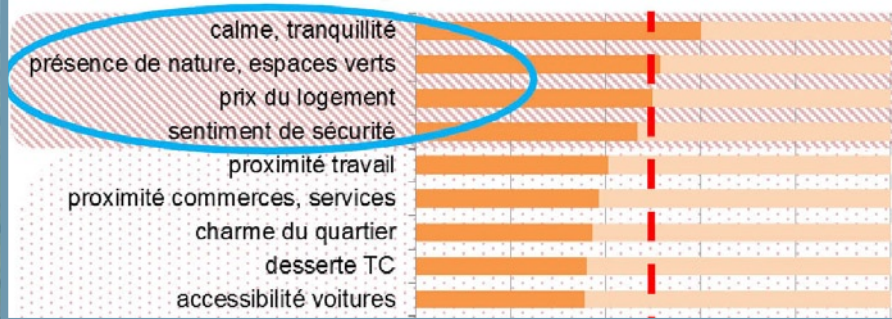 calme, tranquillité
présence de nature, espaces verts
prix du logement
sentiment de sécurité
proximité travail
proximité commerces, services
charme du quartier
desserte TC
accessibilité voitures